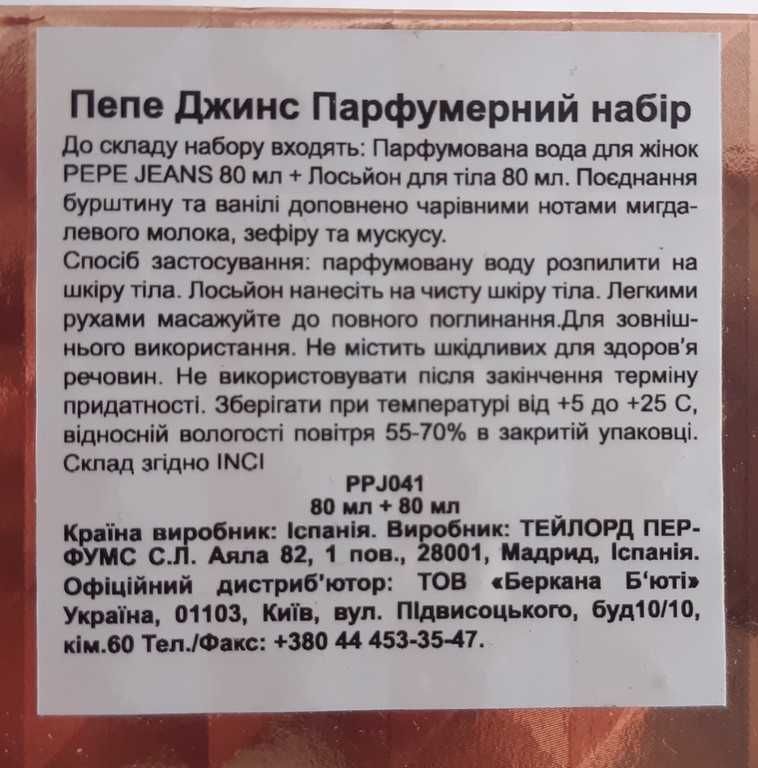 Пепе Джинс Парфумерний набір
До складу набору входять: Парфумована вода для жінок
PEPE JEANS 80 мл + Лосьйон для тіла 80 мл. Поєднання
бурштину та ванілі доповнено чарівними нотами мигда-
левого молока, зефіру та мускусу.
Спосіб застосування: парфумовану воду розпилити на
шкіру тіла. Лосьйон нанесіть на чисту шкіру тіла. Легкими
рухами масажуйте до повного поглинання.Для зовніш-
нього використання. Не містить шкідливих для здоров'я
речовин. Не використовувати після закінчення терміну
придатності. Зберігати при температурі від +5 до +25 С,
відносній вологості повітря 55-70% в закритій упаковці.
Склад згідно INCI
PPJ041
80 мл + 80 мл
Країна виробник: Іспанія. Виробник: ТЕЙЛОРД ПЕР-
ФУМС С.Л. Аяла 82, 1 пов., 28001, Мадрид, Іспанія.
Офіційний дистриб'ютор: ТОВ «Беркана Б'юті»
Україна, 01103, Київ, вул. Підвисоцького, буд10/10,
кім.60 Тел./Факс: +380 44 453-35-47.